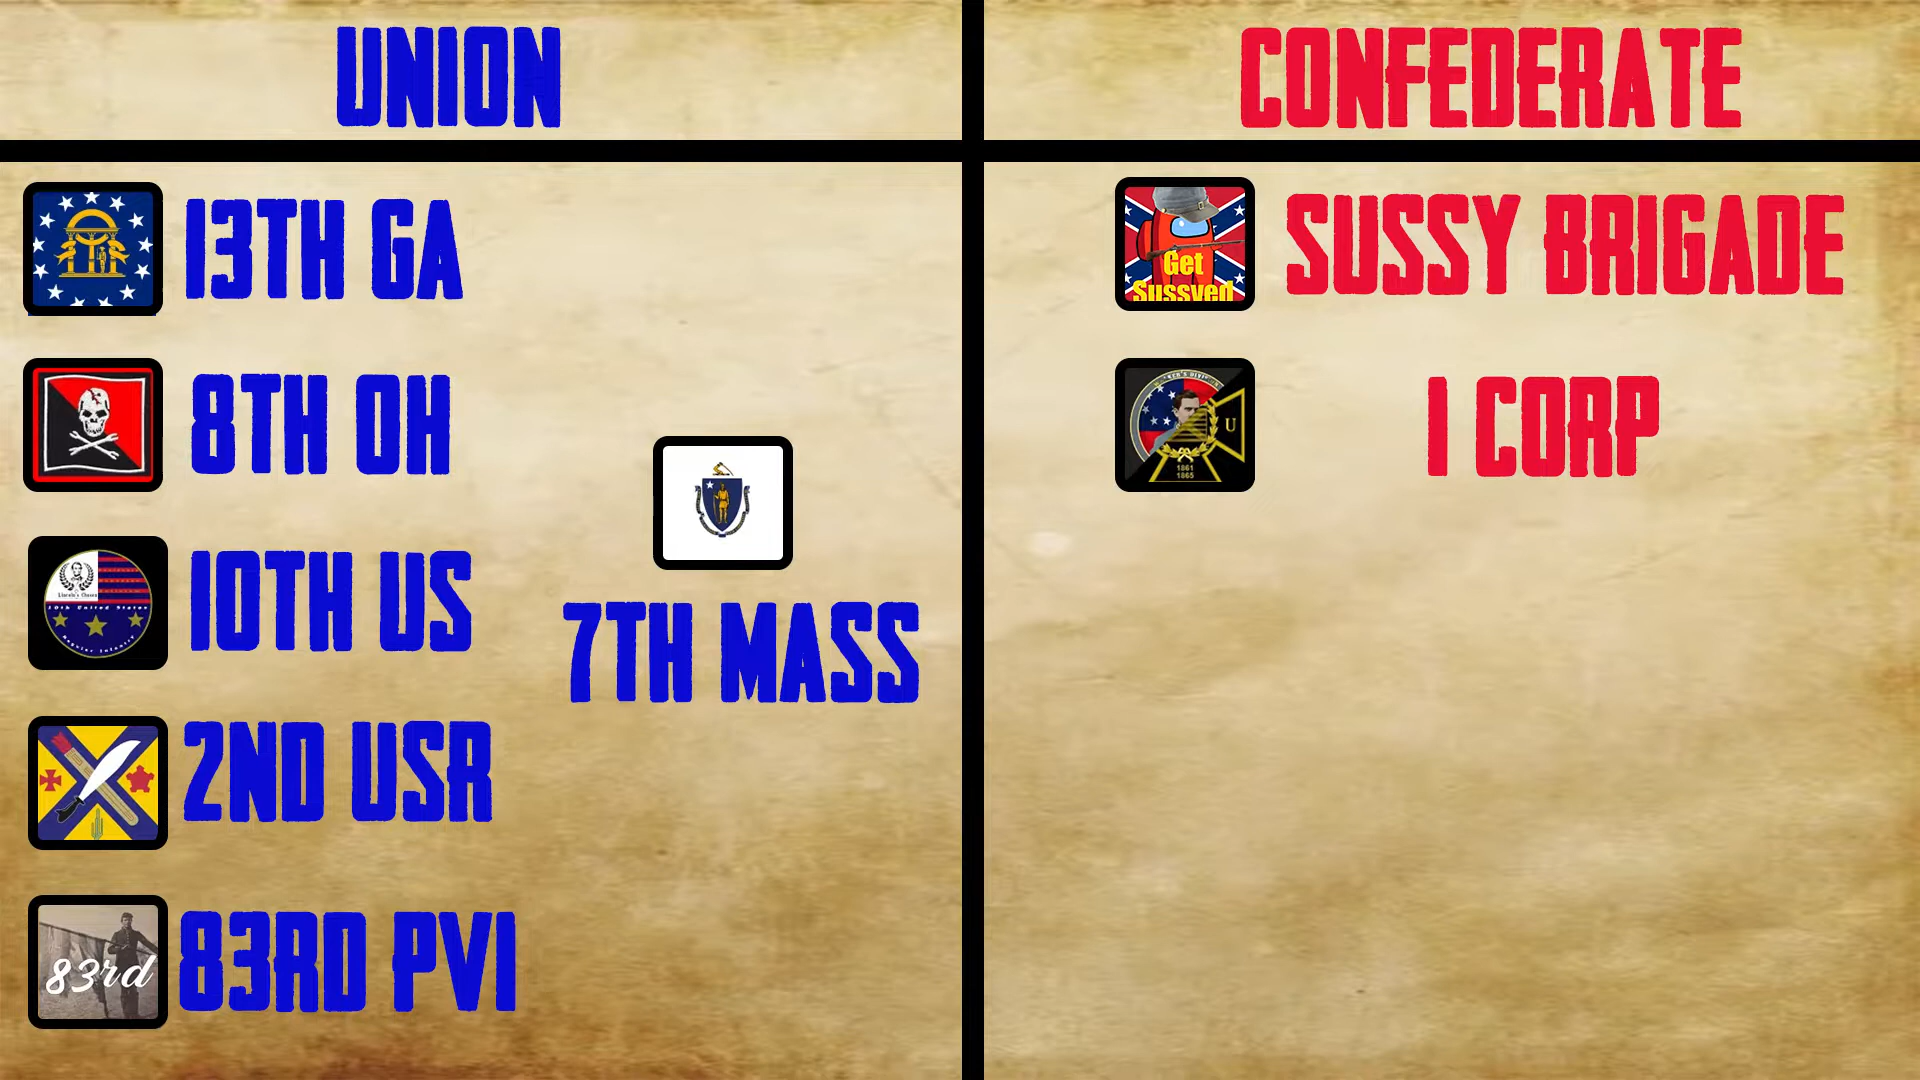 UNION
CONFEDERATE
13TH GA
8TH OH
10TH US
2ND USR
83rd
83RD PVI
7TH MASS
Get
Sussyed
SUSSY BRIGADE
U
1861
1865
1 CORP